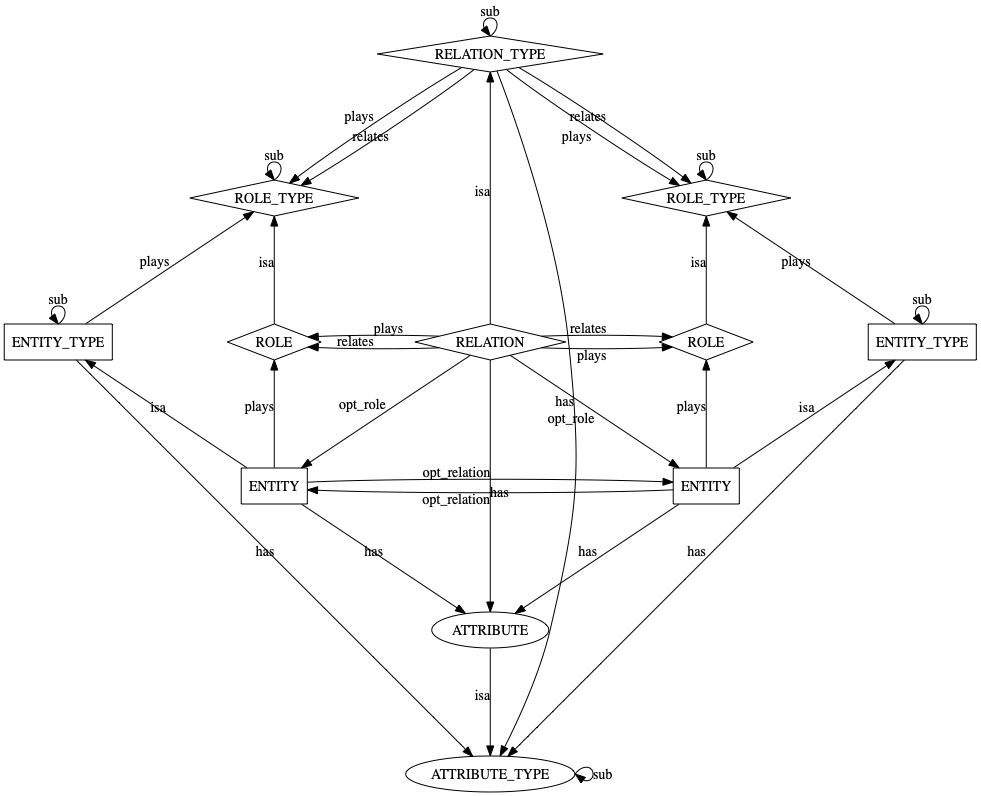 sub
RELATION_TYPE
plays
relates
relates
plays
sub
sub
ROLE_TYPE
isa
ROLE_TYPE
plays
isa
isa
plays
sub
sub
ENTITY_TYPE
ROLE
plays
relates
RELATION
relates
plays
ROLE
ENTITY_TYPE
isa
plays
opt_role
has
opt_role
plays
isa
opt_relation
ENTITY
has
ENTITY
opt_relation
has
has
has
has
ATTRIBUTE
isa
ATTRIBUTE_TYPE
sub